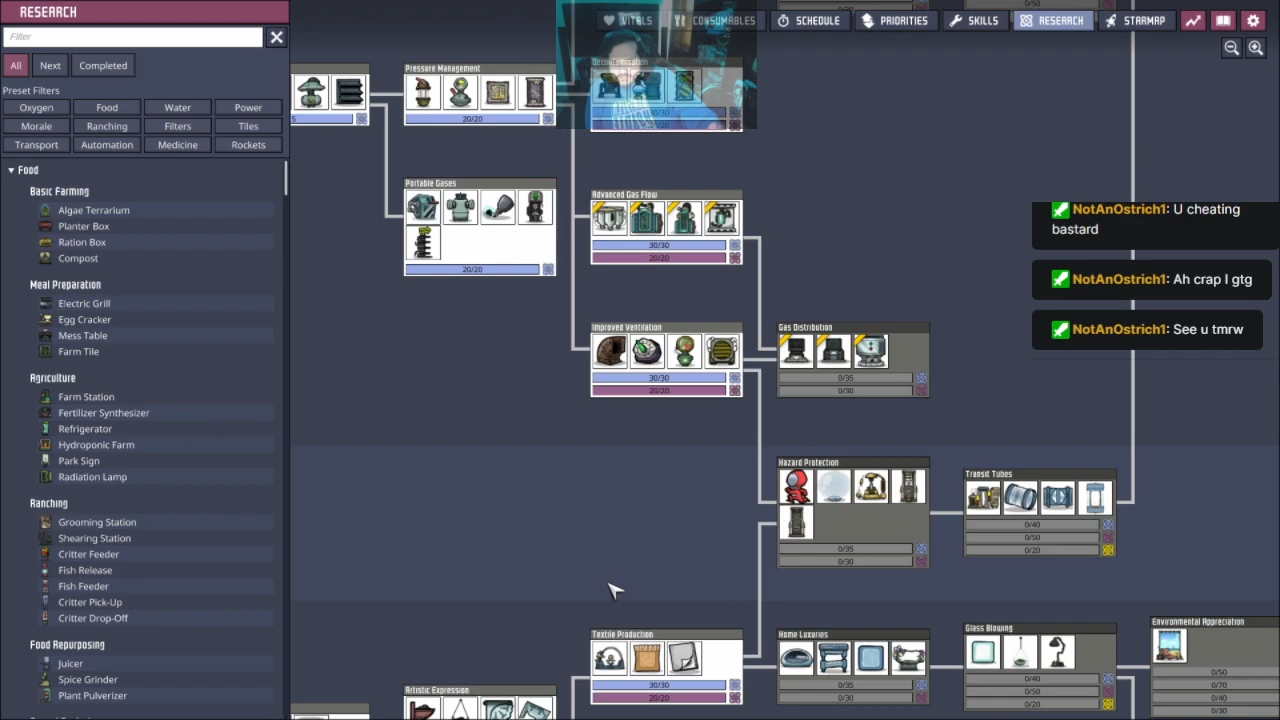 RESEARCH
VITALS
CONSUMABLES
SCHEDULE
PRIORITIES
SKILLS
RESEARCH
STARMAP
Filter
All
Next
Completed
Preset Filters
Oxygen
Food
Water
Power
Morale
Ranching
Filters
Tiles
Transport
Automation
Medicine
Rockets
Food
Basic Farming
Algae Terrarium
Planter Box
Ration Box
Compost
Meal Preparation
Electric Grill
Egg Cracker
Mess Table
Farm Tile
Agriculture
Farm Station
Fertilizer Synthesizer
Refrigerator
Hydroponic Farm
Park Sign
Radiation Lamp
Ranching
Grooming Station
Shearing Station
Critter Feeder
Fish Release
Fish Feeder
Critter Pick-Up
Critter Drop-Off
Food Repurposing
Juicer
Spice Grinder
Plant Pulverizer
Pressure Management
20/20
Decontamination
30/30
20/20
Portable Gases
20/20
Advanced Gas Flow
30/30
20/20
Improved Ventilation
30/30
20/20
Gas Distribution
0/35
0/30
Hazard Protection
0/35
0/30
Transit Tubes
0/40
0/50
0/20
Textile Production
30/30
20/20
Home Luxuries
0/35
0/30
Glass Blowing
0/40
0/50
0/20
Environmental Appreciation
0/50
0/70
0/40
0/30
Artistic Expression
NotAnOstrich1: U cheating
bastard
NotAnOstrich1: Ah crap I gtg
NotAnOstrich1: See u tmrw